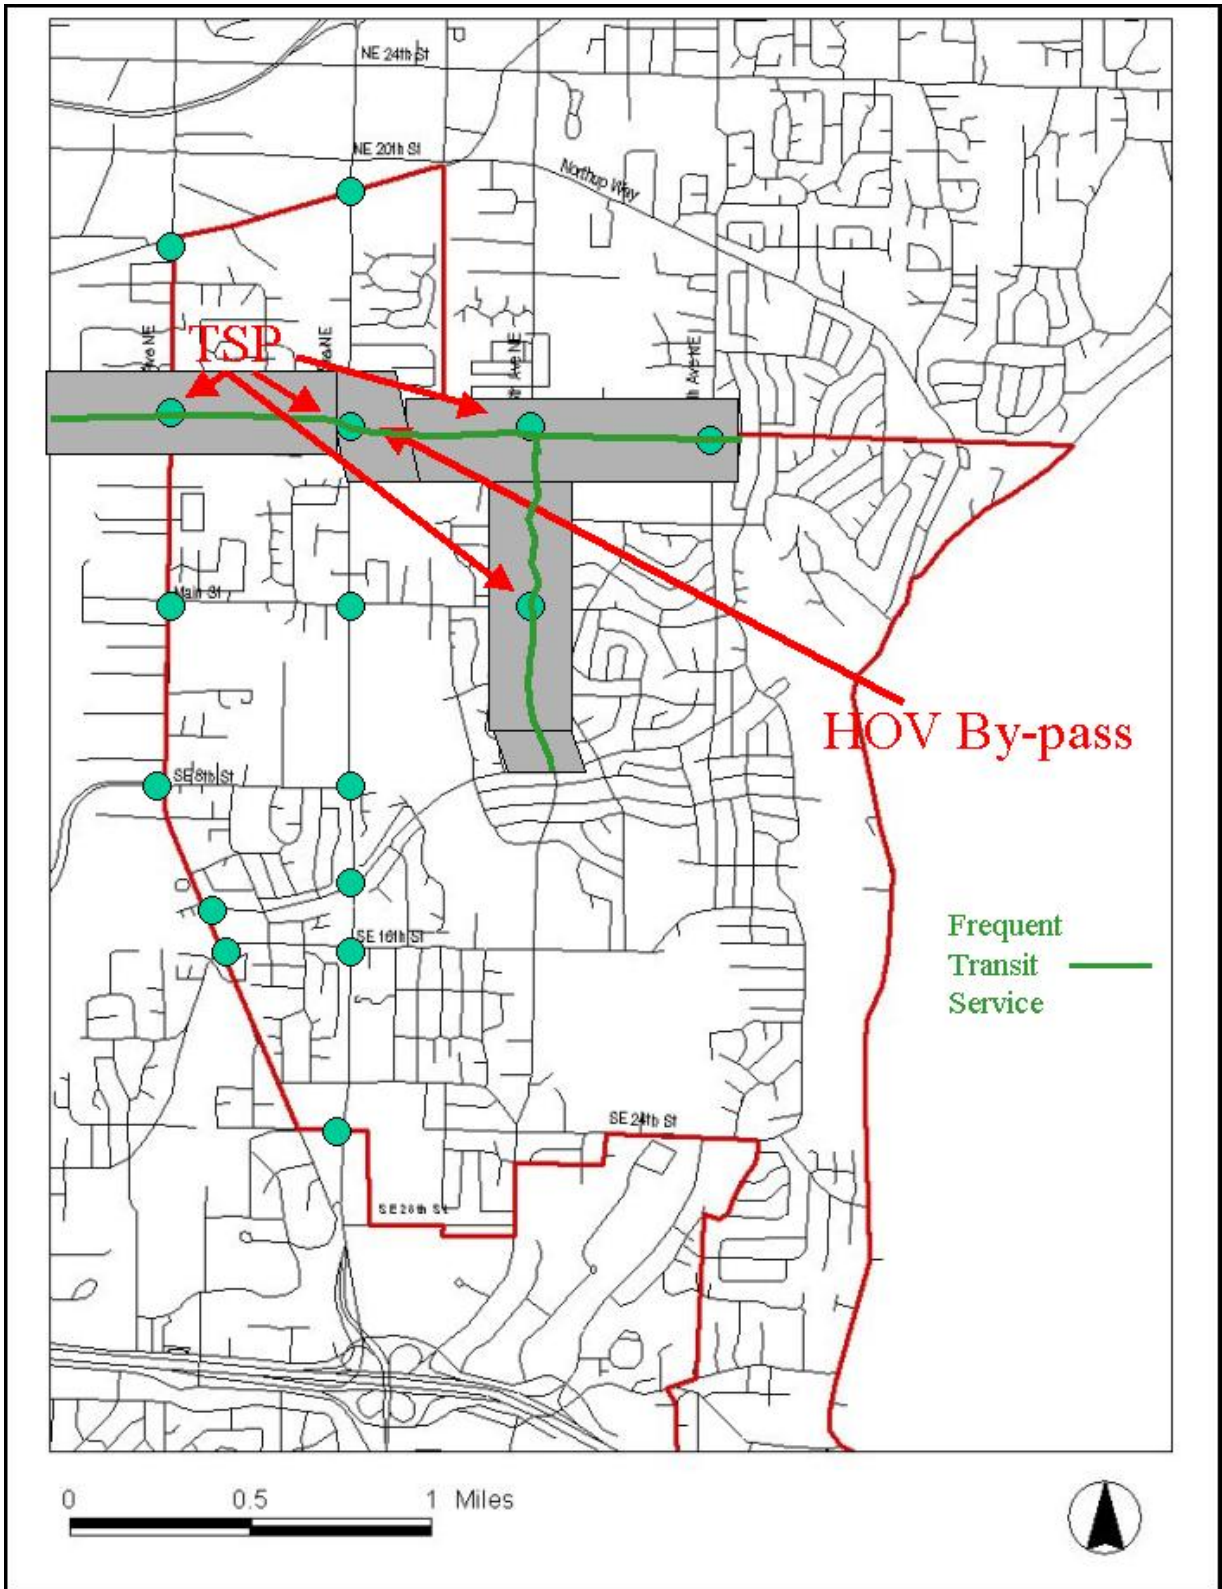 NE 24th St
NE 20th St
Northup Way
Ave NE
TSP
Ave NE
Ave NE
Ave NE
Main St
HOV By-pass
SE 8th St
Frequent
Transit
Service
SE 16th St
SE 24th St
SE 26th St
0 0.5 1 Miles